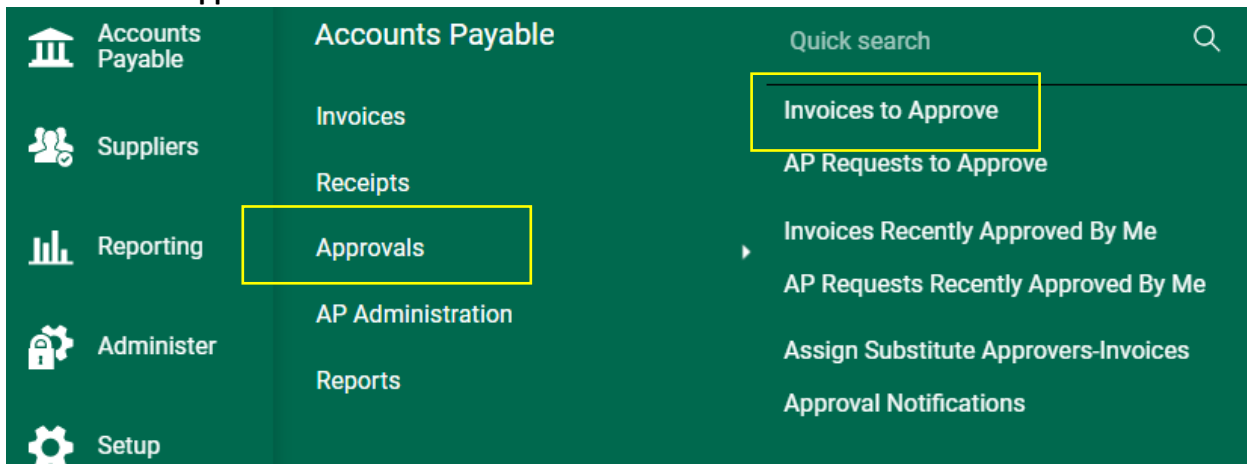 Accounts
Payable
Suppliers
Reporting
Administer
Setup
Accounts Payable
Invoices
Receipts
Approvals
AP Administration
Reports
Quick search
Invoices to Approve
AP Requests to Approve
Invoices Recently Approved By Me
AP Requests Recently Approved By Me
Assign Substitute Approvers-Invoices
Approval Notifications